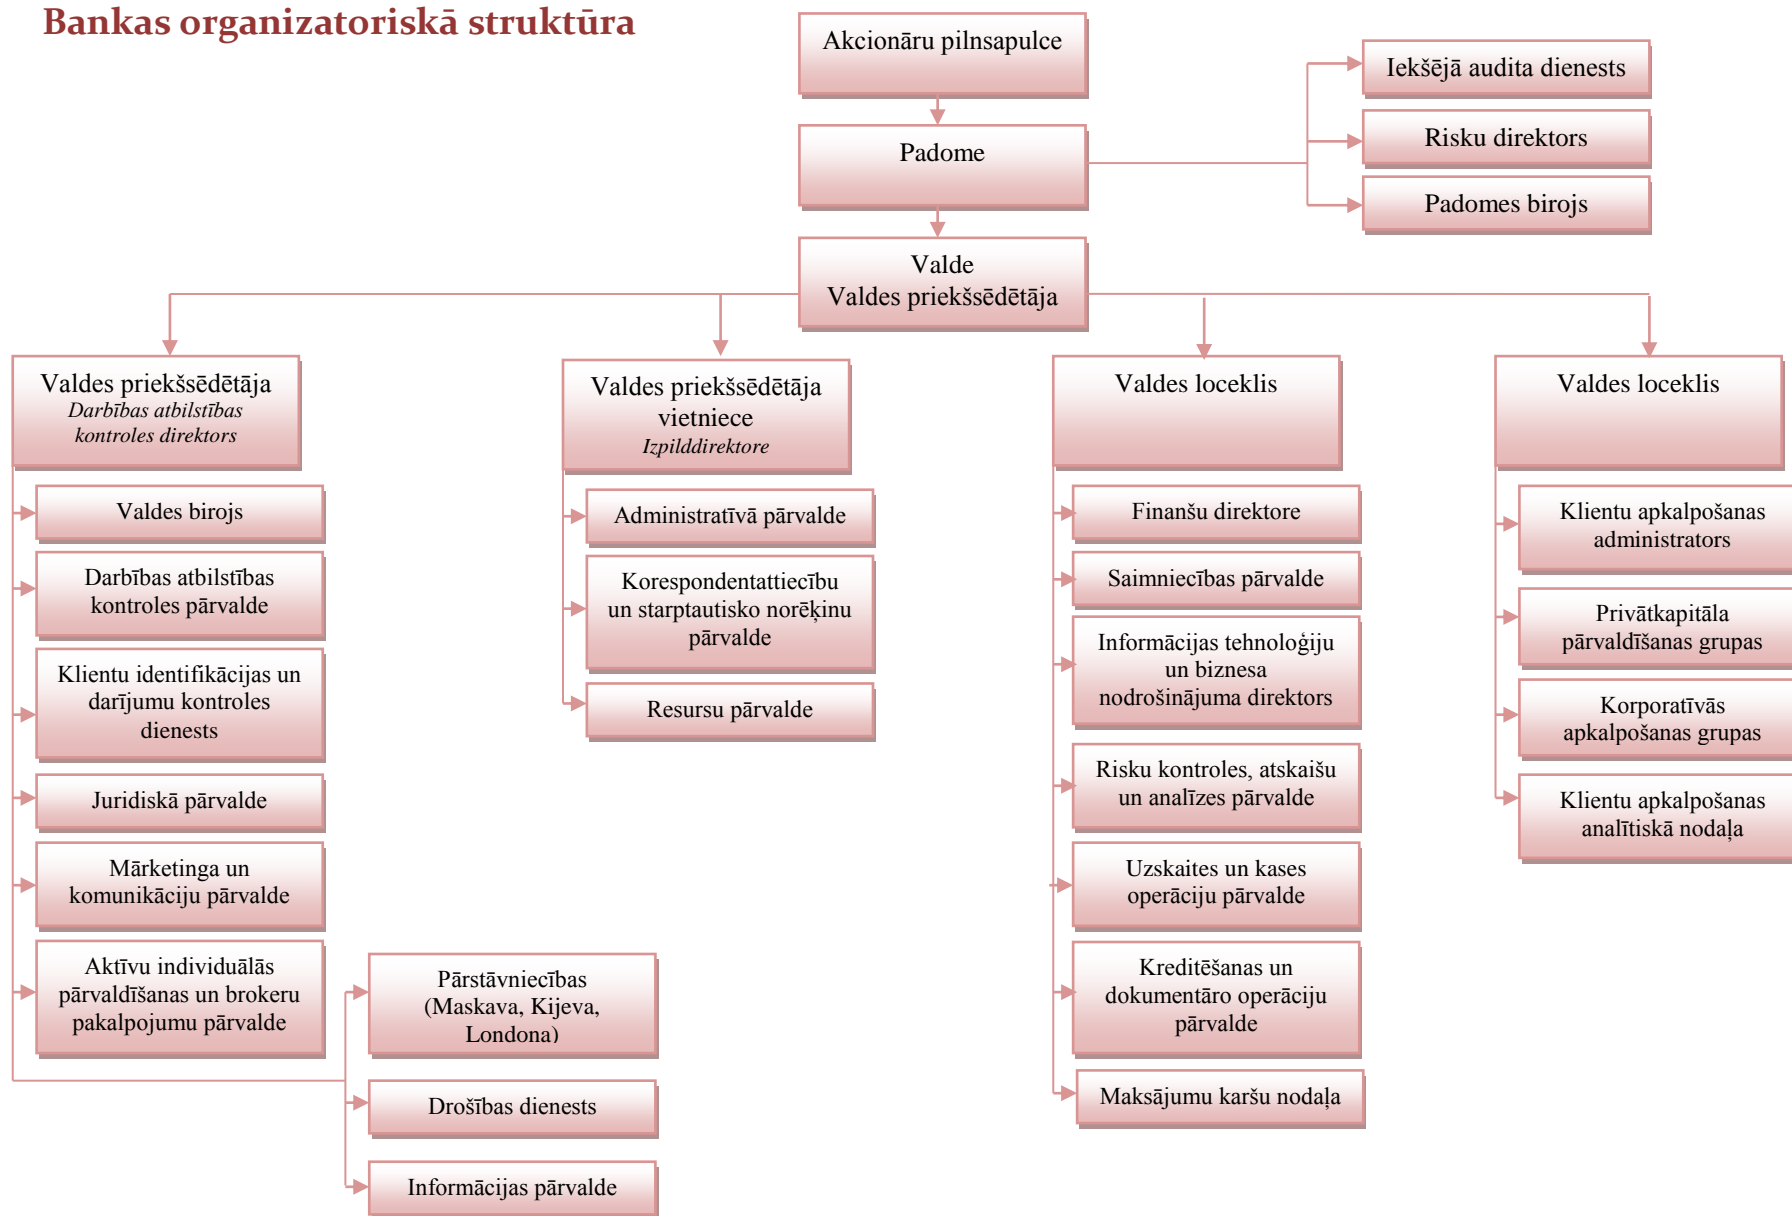 Bankas organizatoriskā struktūra
Akcionāru pilnsapulce
Iekšējā audita dienests
Risku direktors
Padomes birojs
Padome
Valde
Valdes priekšsēdētāja
Valdes priekšsēdētāja
Darbības atbilstības
kontroles direktors
Valdes birojs
Darbības atbilstības
kontroles pārvalde
Klientu identifikācijas un
darījumu kontroles
dienests
Juridiskā pārvalde
Mārketinga un
komunikāciju pārvalde
Aktīvu individuālās
pārvaldīšanas un brokeru
pakalpojumu pārvalde
Pārstāvniecības
(Maskava, Kijeva,
Londona)
Drošības dienests
Informācijas pārvalde
Valdes priekšsēdētāja
vietniece
Izpilddirektore
Administratīvā pārvalde
Korespondentattiecību
un starptautisko norēķinu
pārvalde
Resursu pārvalde
Valdes loceklis
Finanšu direktore
Saimniecības pārvalde
Informācijas tehnoloģiju
un biznesa
nodrošinājuma direktors
Risku kontroles, atskaišu
un analīzes pārvalde
Uzskaites un kases
operāciju pārvalde
Kreditēšanas un
dokumentāro operāciju
pārvalde
Maksājumu karšu nodaļa
Valdes loceklis
Klientu apkalpošanas
administrators
Privātkapitāla
pārvaldīšanas grupas
Korporatīvās
apkalpošanas grupas
Klientu apkalpošanas
analītiskā nodaļa